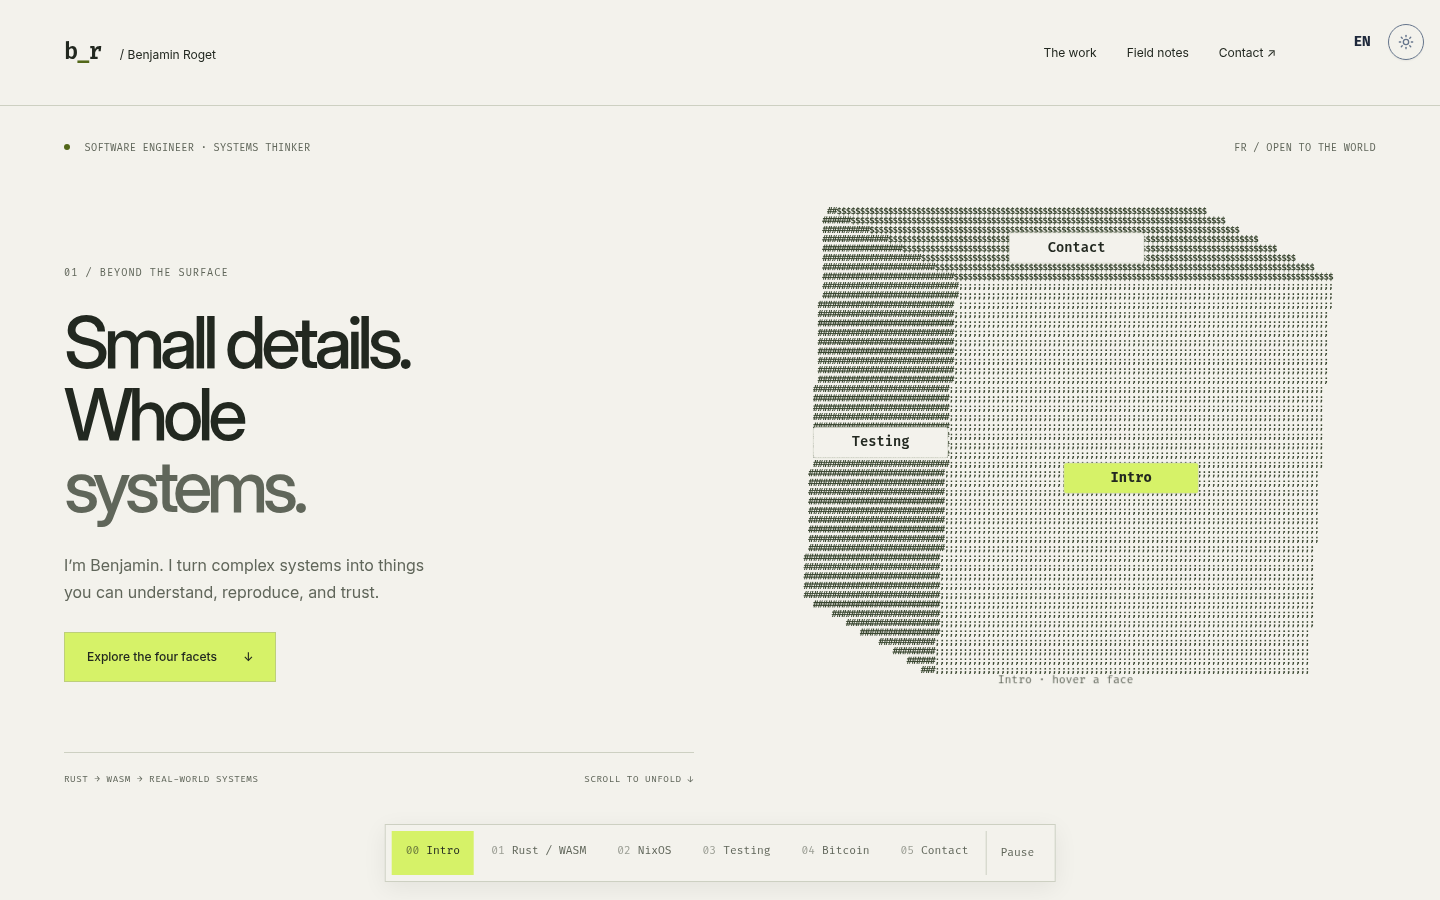 b_r / Benjamin Roget
The work
Field notes
Contact ↗
EN
SOFTWARE ENGINEER · SYSTEMS THINKER
FR / OPEN TO THE WORLD
01 / BEYOND THE SURFACE
Small details.
Whole
systems.
I’m Benjamin. I turn complex systems into things
you can understand, reproduce, and trust.
Explore the four facets ↓
Contact
Testing
Intro
Intro · hover a face
RUST → WASM → REAL-WORLD SYSTEMS
SCROLL TO UNFOLD ↓
00 Intro
01 Rust / WASM
02 NixOS
03 Testing
04 Bitcoin
05 Contact
Pause